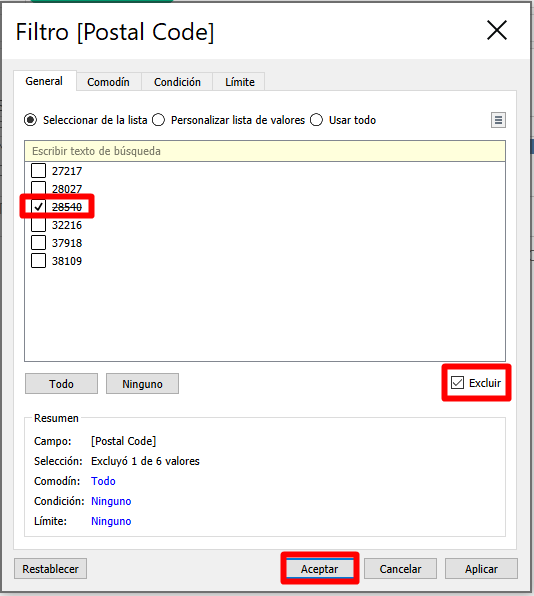 Filtro [Postal Code]
General Comodín Condición Límite
Seleccionar de la lista Personalizar lista de valores Usar todo
Escribir texto de búsqueda
27217
28027
28540
32216
37918
38109
Todo Ninguno Excluir
Resumen
Campo: [Postal Code]
Selección: Excluyó 1 de 6 valores
Comodín: Todo
Condición: Ninguno
Límite: Ninguno
Restablecer Aceptar Cancelar Aplicar